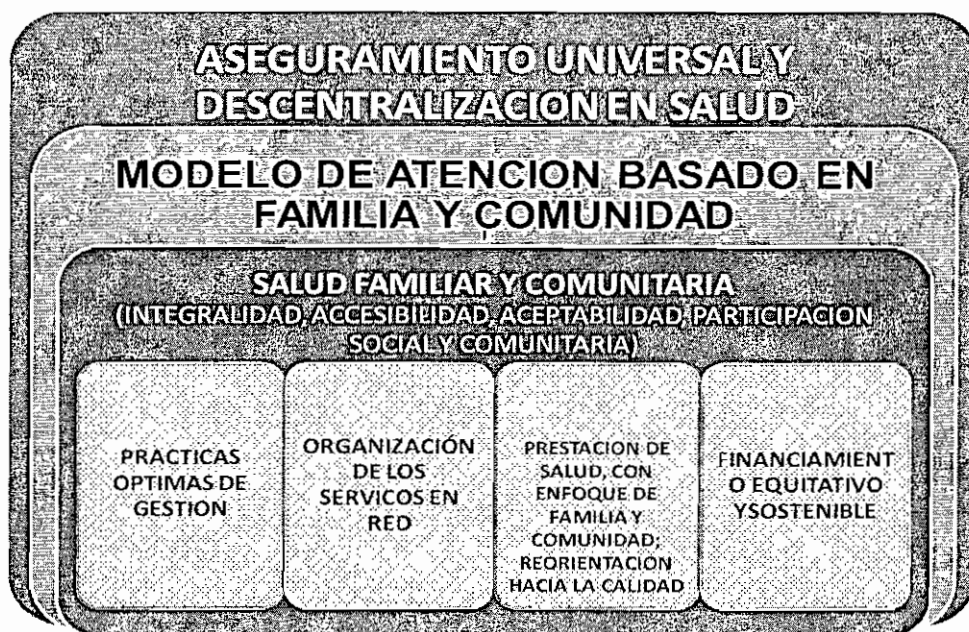 ASEGURAMIENTO UNIVERSAL Y
DESCENTRALIZACION EN SALUD
MODELO DE ATENCION BASADO EN
FAMILIA Y COMUNIDAD
SALUD FAMILIAR Y COMUNITARIA
(INTEGRALIDAD, ACCESIBILIDAD, ACEPTABILIDAD, PARTICIPACION
SOCIAL Y COMUNITARIA)
PRACTICAS
OPTIMAS DE
GESTION
ORGANIZACIÓN
DE LOS
SERVICOS EN
RED
PRESTACION DE
SALUD, CON
ENFOQUE DE
FAMILIA Y
COMUNIDAD;
REORIENTACION
HACIA LA CALIDAD
FINANCIAMIENT
O EQUITATIVO
YSOSTENIBLE